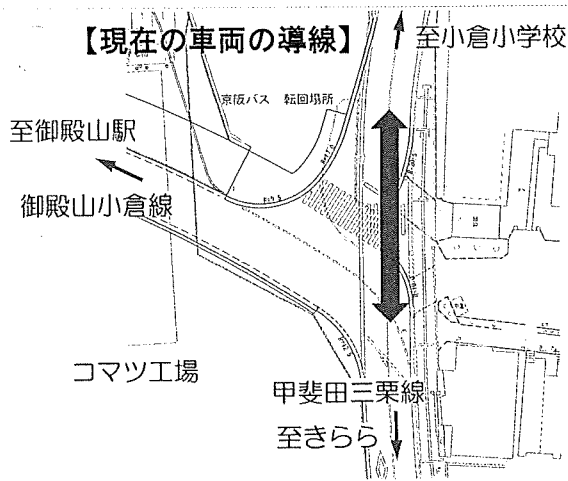 【現在の車両の導線】
至小倉小学校
京阪バス 転回場所
至御殿山駅
御殿山小倉線
コマツ工場
甲斐田三栗線
至きらら